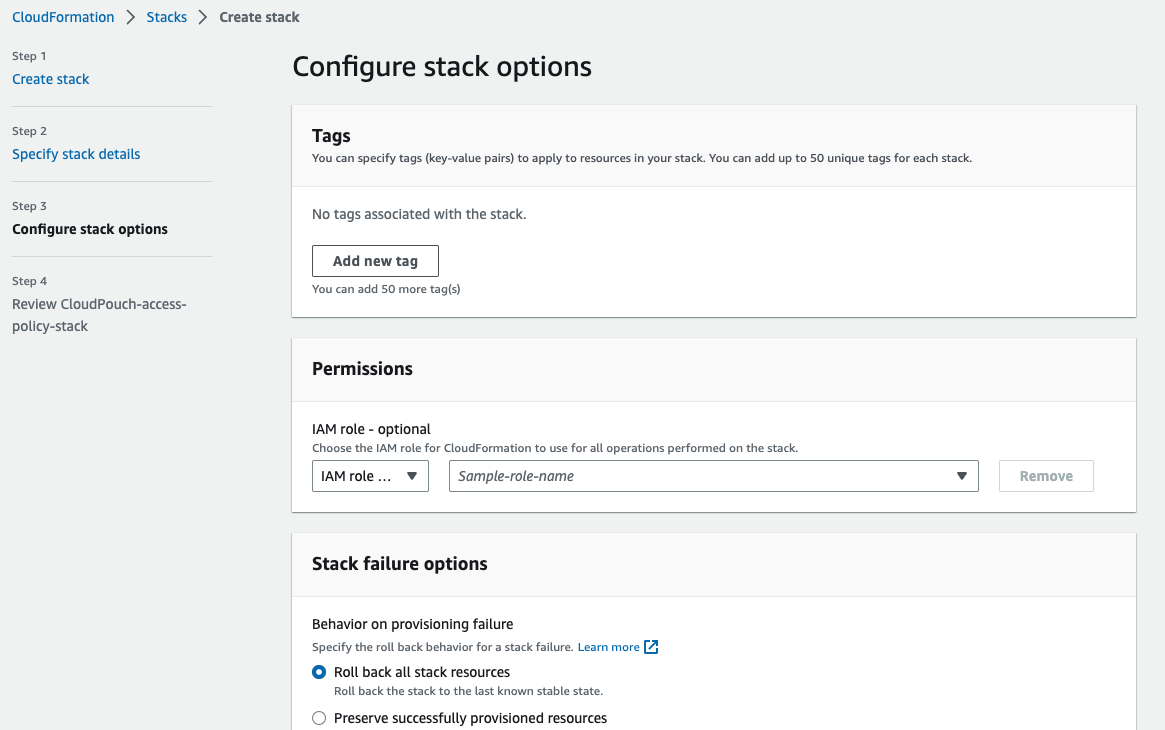 CloudFormation > Stacks > Create stack
Step 1
Create stack
Step 2
Specify stack details
Step 3
Configure stack options
Step 4
Review CloudPouch-access-
policy-stack
Configure stack options
Tags
You can specify tags (key-value pairs) to apply to resources in your stack. You can add up to 50 unique tags for each stack.
No tags associated with the stack.
Add new tag
You can add 50 more tag(s)
Permissions
IAM role - optional
Choose the IAM role for CloudFormation to use for all operations performed on the stack.
IAM role ... Sample-role-name Remove
Stack failure options
Behavior on provisioning failure
Specify the roll back behavior for a stack failure. Learn more
Roll back all stack resources
Roll back the stack to the last known stable state.
Preserve successfully provisioned resources